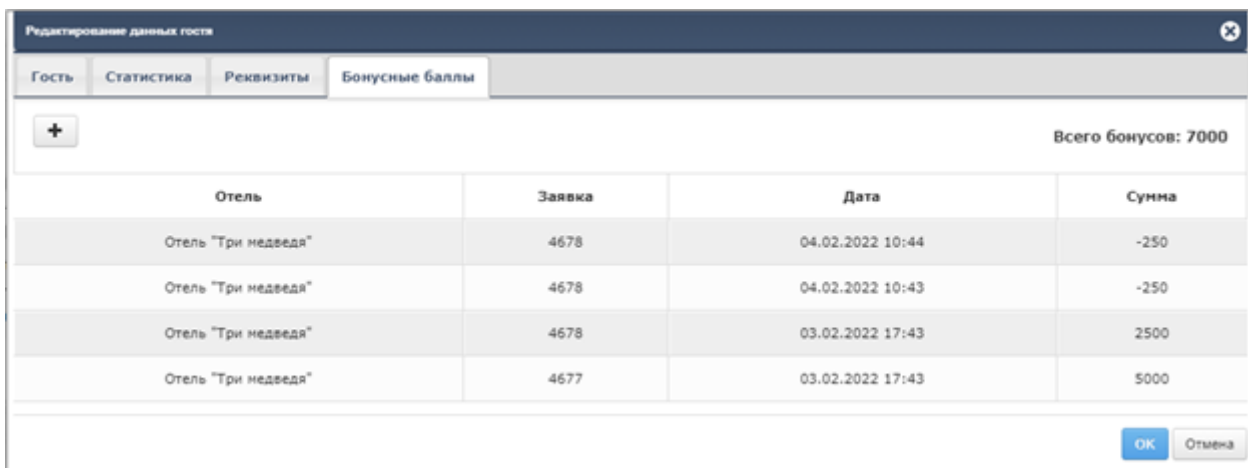 Редактирование данных гостя
Гость Статистика Реквизиты Бонусные баллы
+ Всего бонусов: 7000
Отель Заявка Дата Сумма
Отель "Три медведя" 4678 04.02.2022 10:44 -250
Отель "Три медведя" 4678 04.02.2022 10:43 -250
Отель "Три медведя" 4678 03.02.2022 17:43 2500
Отель "Три медведя" 4677 03.02.2022 17:43 5000
OK Отмена